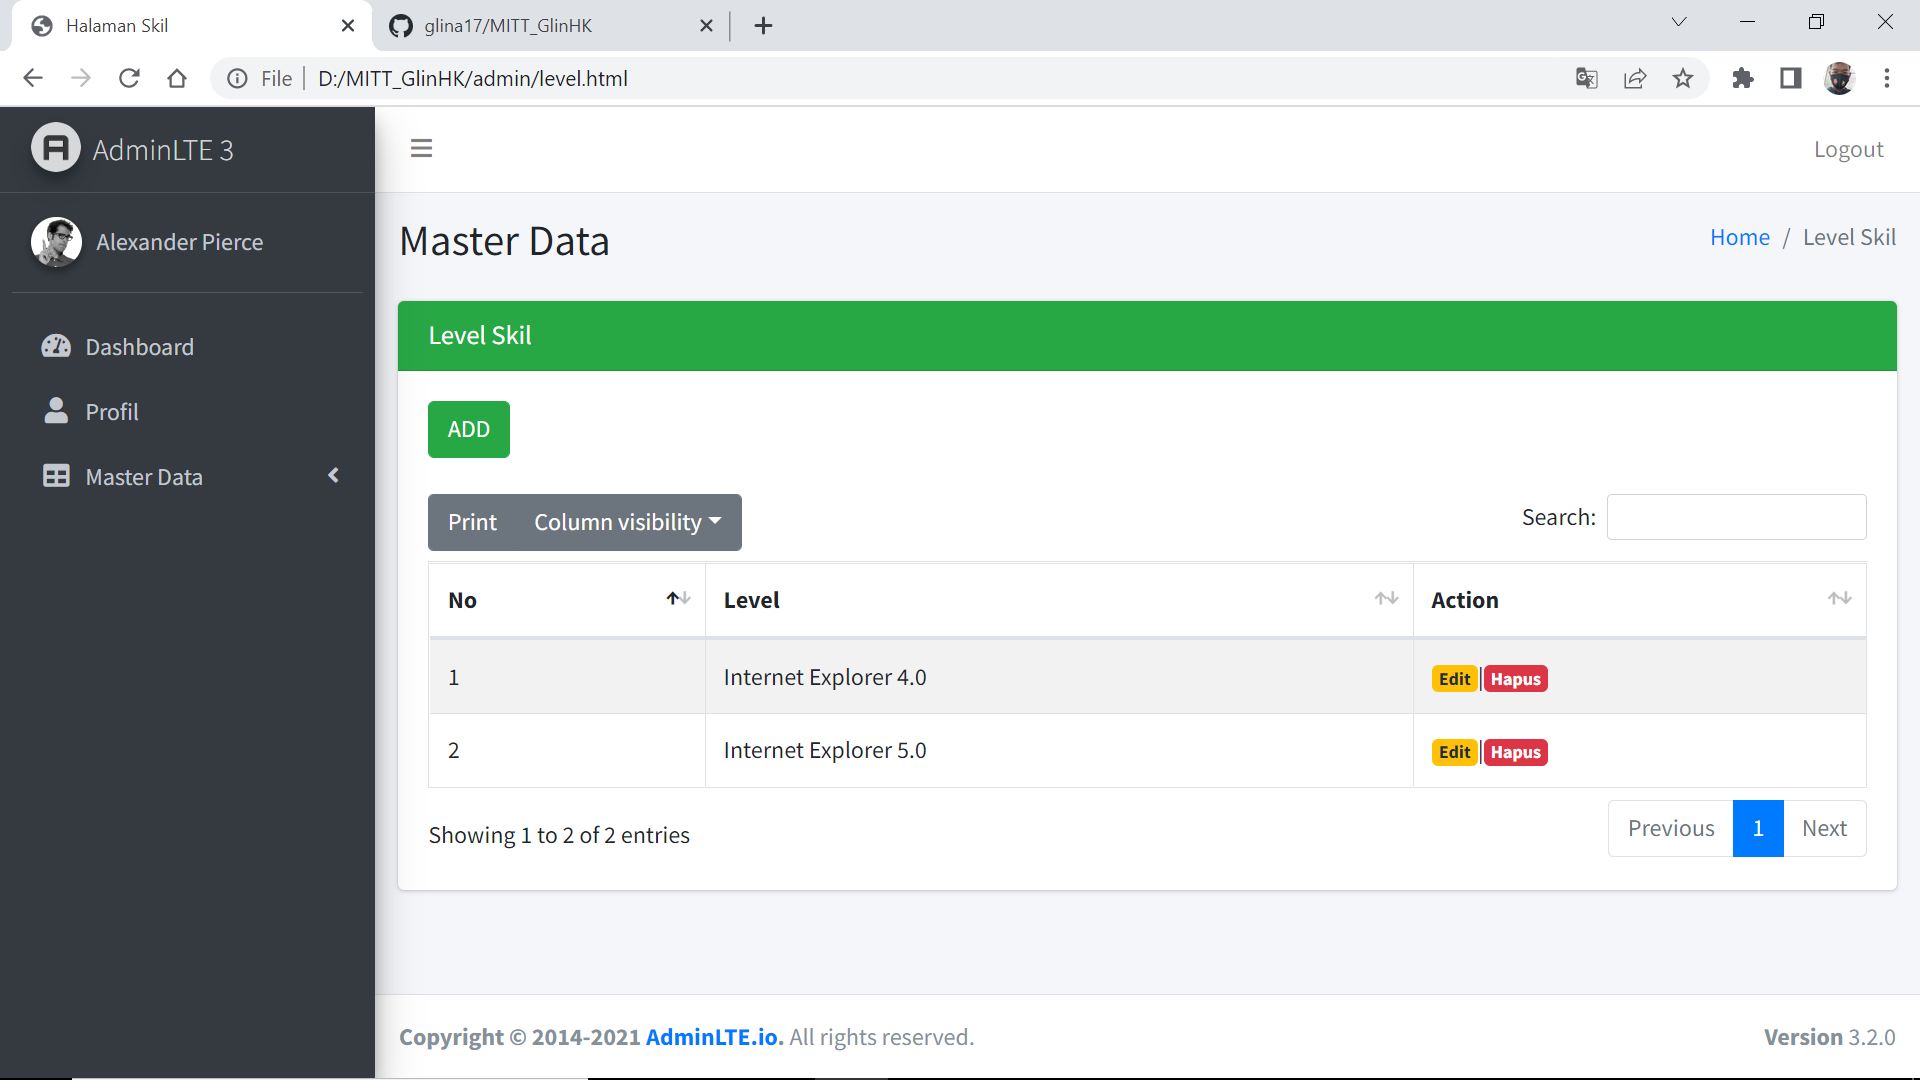 Halaman Skil
glina17/MITT_GlinHK
File
D:/MITT_GlinHK/admin/level.html
AdminLTE 3
Logout
Alexander Pierce
Master Data
Home / Level Skil
Dashboard
Profil
Master Data
Level Skil
ADD
Print Column visibility
Search:
No Level Action
1 Internet Explorer 4.0 Edit|Hapus
2 Internet Explorer 5.0 Edit|Hapus
Showing 1 to 2 of 2 entries
Previous 1 Next
Copyright © 2014-2021 AdminLTE.io. All rights reserved.
Version 3.2.0